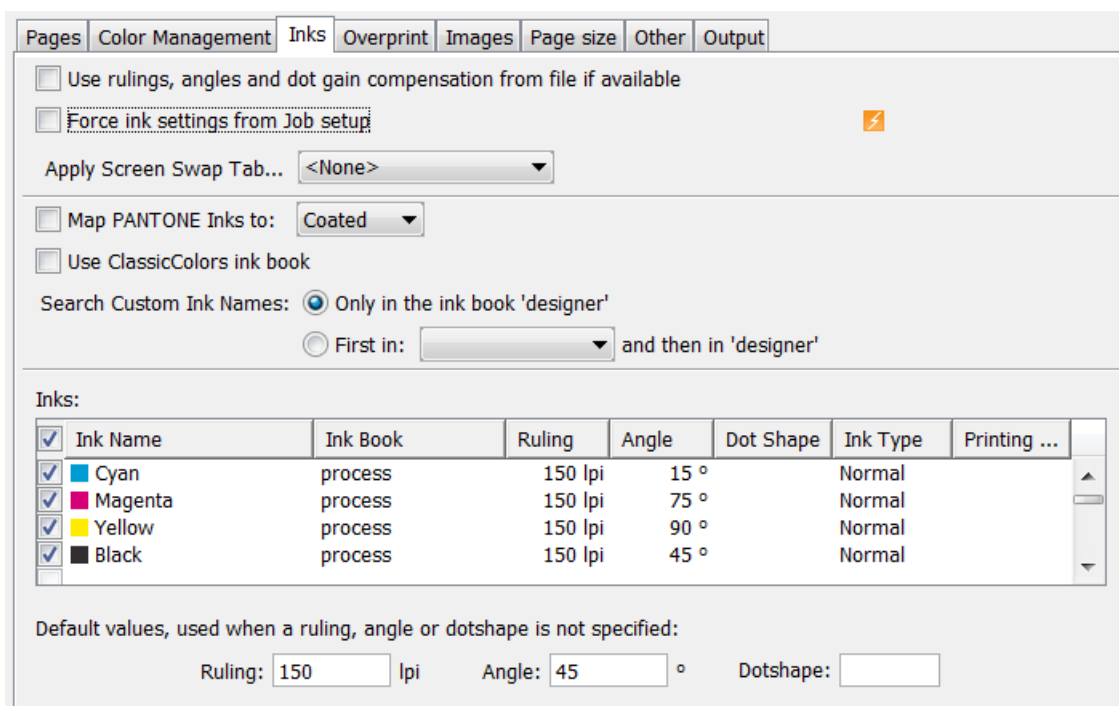 Pages Color Management Inks Overprint Images Page size Other Output
Use rulings, angles and dot gain compensation from file if available
Force ink settings from Job setup
Apply Screen Swap Tab... <None>
Map PANTONE Inks to: Coated
Use ClassicColors ink book
Search Custom Ink Names: Only in the ink book 'designer'
First in: and then in 'designer'
Inks:
Ink Name Ink Book Ruling Angle Dot Shape Ink Type Printing ...
Cyan process 150 lpi 15 º Normal
Magenta process 150 lpi 75 º Normal
Yellow process 150 lpi 90 º Normal
Black process 150 lpi 45 º Normal
Default values, used when a ruling, angle or dotshape is not specified:
Ruling: 150 lpi Angle: 45 º Dotshape: